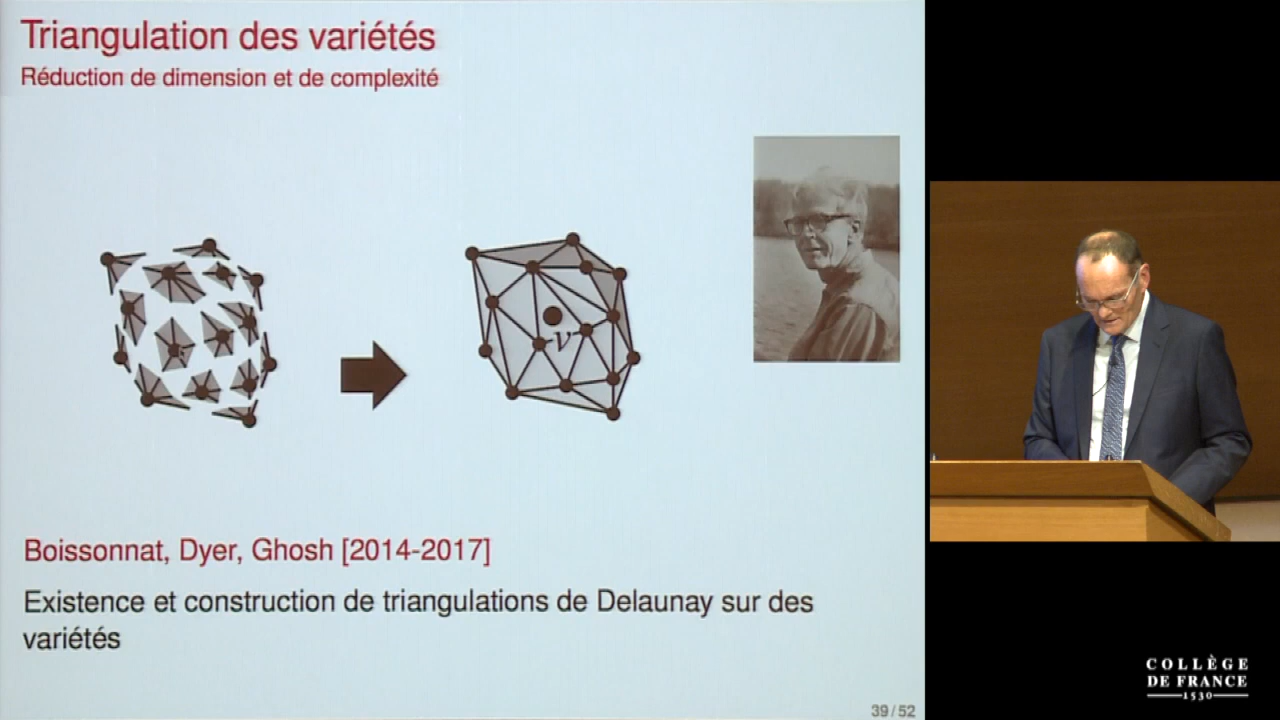 Triangulation des variétés
Réduction de dimension et de complexité
ν
Boissonnat, Dyer, Ghosh [2014-2017]
Existence et construction de triangulations de Delaunay sur des
variétés
39 / 52
COLLÈGE
DE FRANCE
1530